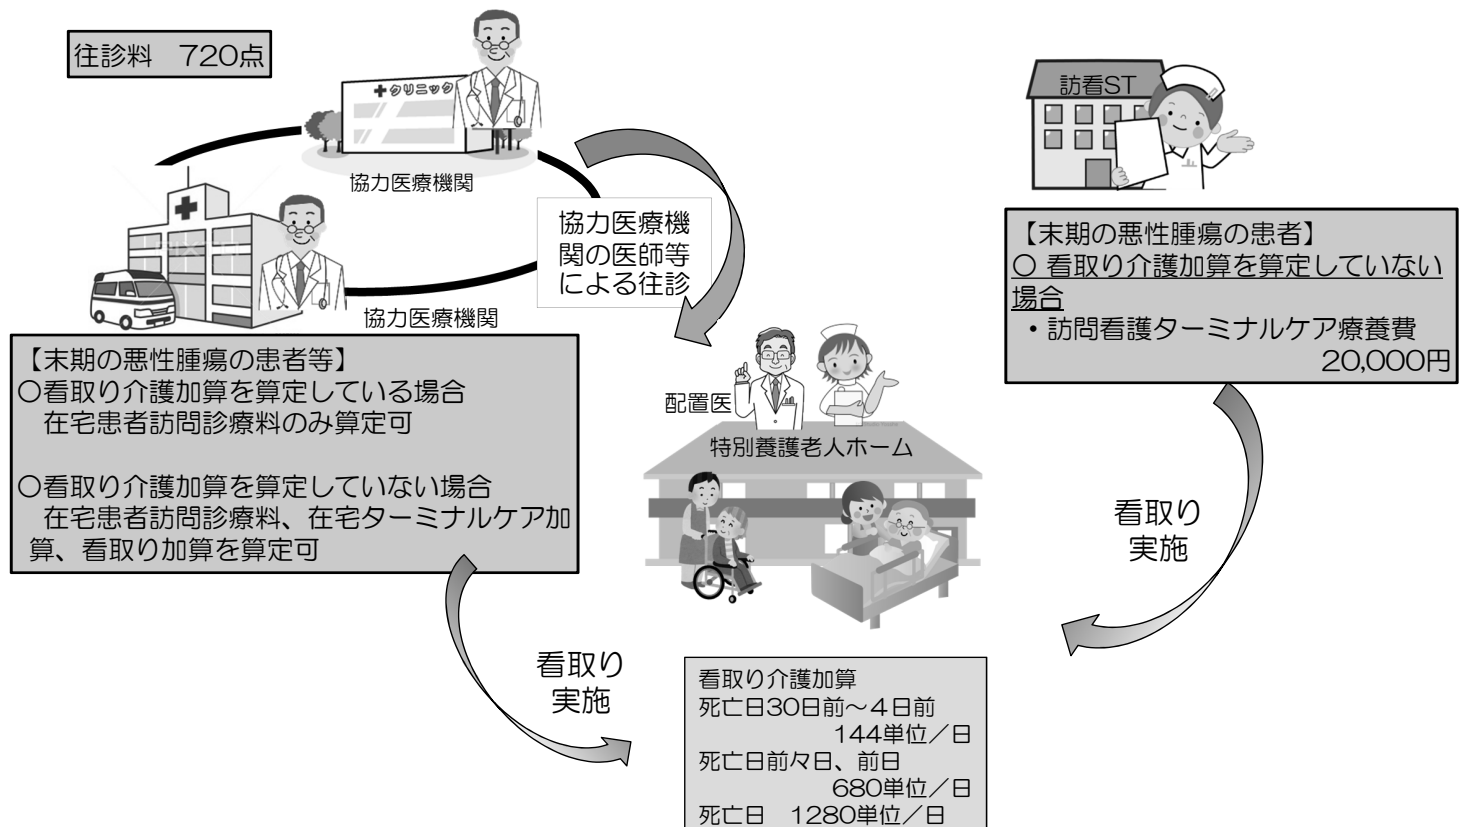 往診料　720点
クリニック
協力医療機関
協力医療機関
協力医療機
関の医師等
による往診
【末期の悪性腫瘍の患者等】
〇看取り介護加算を算定している場合
在宅患者訪問診療料のみ算定可
〇看取り介護加算を算定していない場合
在宅患者訪問診療料、在宅ターミナルケア加
算、看取り加算を算定可
訪看ST
【末期の悪性腫瘍の患者】
〇 看取り介護加算を算定していない
場合
・訪問看護ターミナルケア療養費
20,000円
配置医
特別養護老人ホーム
看取り
実施
看取り
実施
看取り介護加算
死亡日30日前～４日前
144単位／日
死亡日前々日、前日
680単位／日
死亡日　1280単位／日